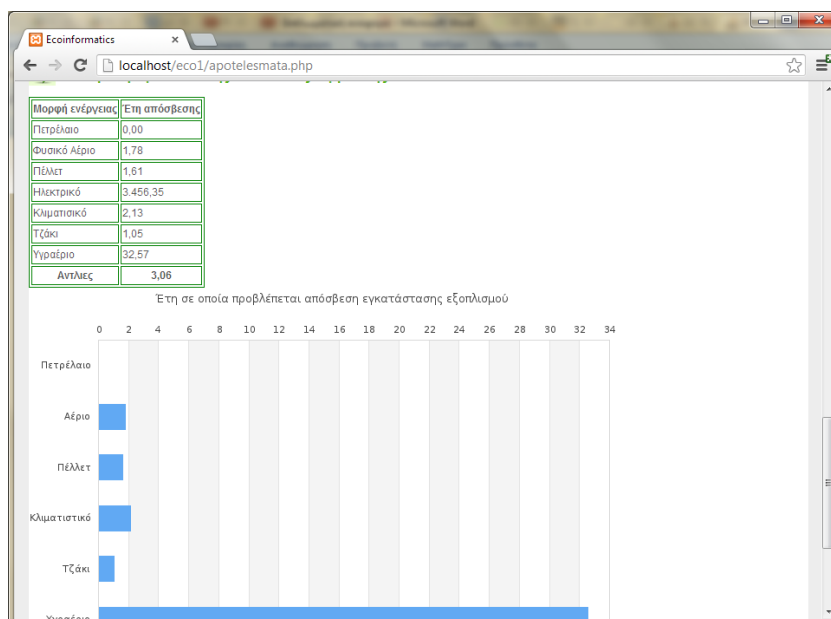 Ecoinformatics
localhost/eco1/apotelesmata.php
Μορφή ενέργειας Έτη απόσβεσης
Πετρέλαιο 0,00
Φυσικό Αέριο 1,78
Πέλλετ 1,61
Ηλεκτρικό 3.456,35
Κλιματισικό 2,13
Τζάκι 1,05
Υγραέριο 32,57
Αντλιες 3,06
Έτη σε οποία προβλέπεται απόσβεση εγκατάστασης εξοπλισμού
0 2 4 6 8 10 12 14 16 18 20 22 24 26 28 30 32 34
Πετρέλαιο
Αέριο
Πέλλετ
Κλιματιστικό
Τζάκι
Υγραέριο